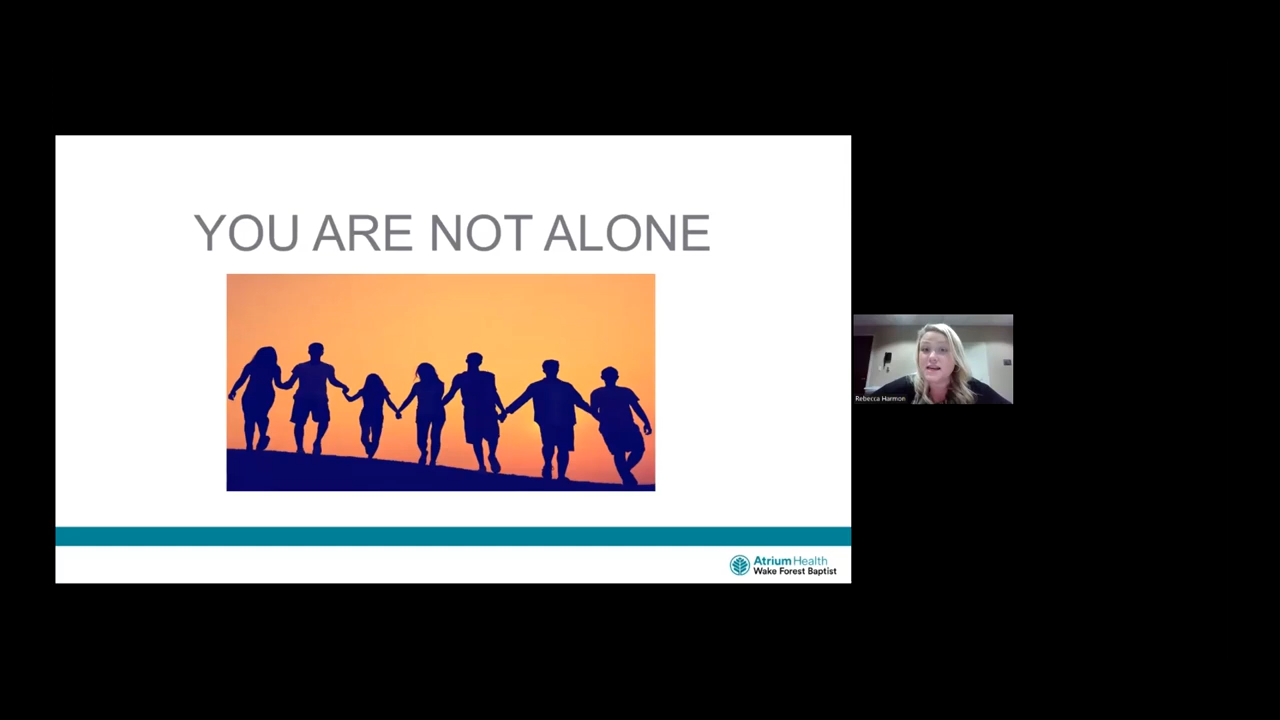 YOU ARE NOT ALONE
Rebecca Harmon
Atrium Health
Wake Forest Baptist